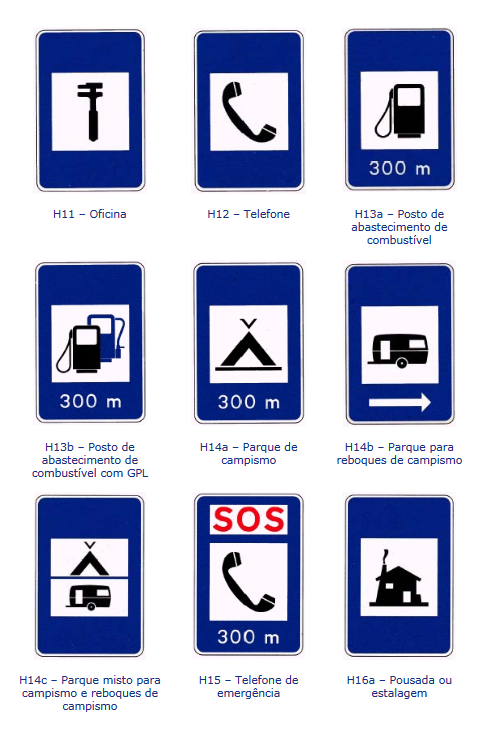 300 m
H11 – Oficina
H12 – Telefone
H13a – Posto de
abastecimento de
combustível
300 m
300 m
H13b – Posto de
abastecimento de
combustível com GPL
H14a – Parque de
campismo
H14b – Parque para
reboques de campismo
SOS
300 m
H14c – Parque misto para
campismo e reboques de
campismo
H15 – Telefone de
emergência
H16a – Pousada ou
estalagem